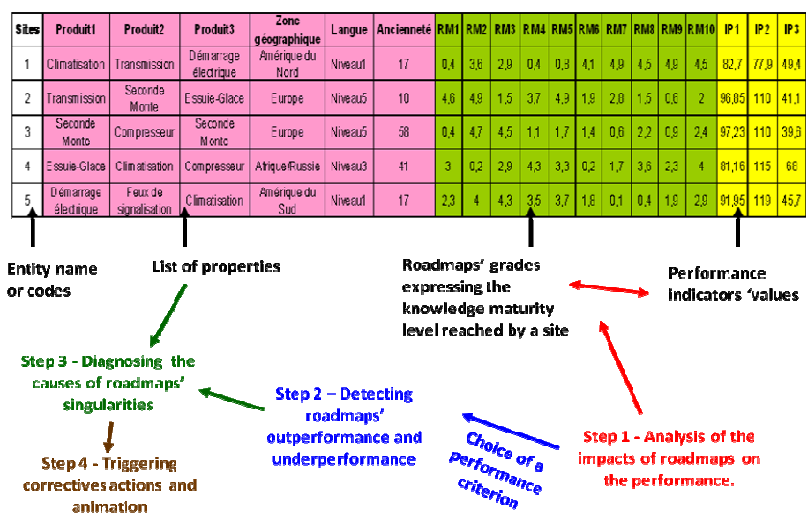 Sites Produit1 Produit2 Produit3 Zone géographique Langue Ancienneté RM1 RM2 RM3 RM4 RM5 RM6 RM7 RM8 RM9 RM10 IP1 IP2 IP3
1 Climatisation Transmission Démarrage électrique Amérique du Nord Niveau1 17 0,4 3,6 2,9 0,4 0,8 4,1 4,9 4,5 4,9 4,5 82,7 77,9 49,4
2 Transmission Seconde Monte Essuie-Glace Europe Niveau5 10 4,6 4,9 1,5 3,7 4,9 1,9 2,8 1,5 0,6 2 96,85 110 41,1
3 Seconde Monte Compresseur Seconde Monte Europe Niveau5 58 0,4 4,7 4,5 1,1 1,7 1,4 0,6 2,2 0,9 2,4 97,23 110 39,6
4 Essuie-Glace Climatisation Compresseur Afrique/Russie Niveau3 41 3 0,2 2,9 4,3 3,3 0,2 1,7 3,6 2,3 4 81,16 115 68
5 Démarrage électrique Feux de signalisation Climatisation Amérique du Sud Niveau1 17 2,3 4 4,3 3,5 3,7 1,8 0,1 0,4 1,9 2,9 91,95 119 45,7
Entity name
or codes
List of properties
Roadmaps' grades
expressing the
knowledge maturity
level reached by a site
Performance
indicators 'values
Step 3 - Diagnosing the
causes of roadmaps'
singularities
Step 2 – Detecting
roadmaps'
outperformance and
underperformance
Choice of a
performance
criterion
Step 1 - Analysis of the
impacts of roadmaps on
the performance.
Step 4 - Triggering
correctives actions and
animation